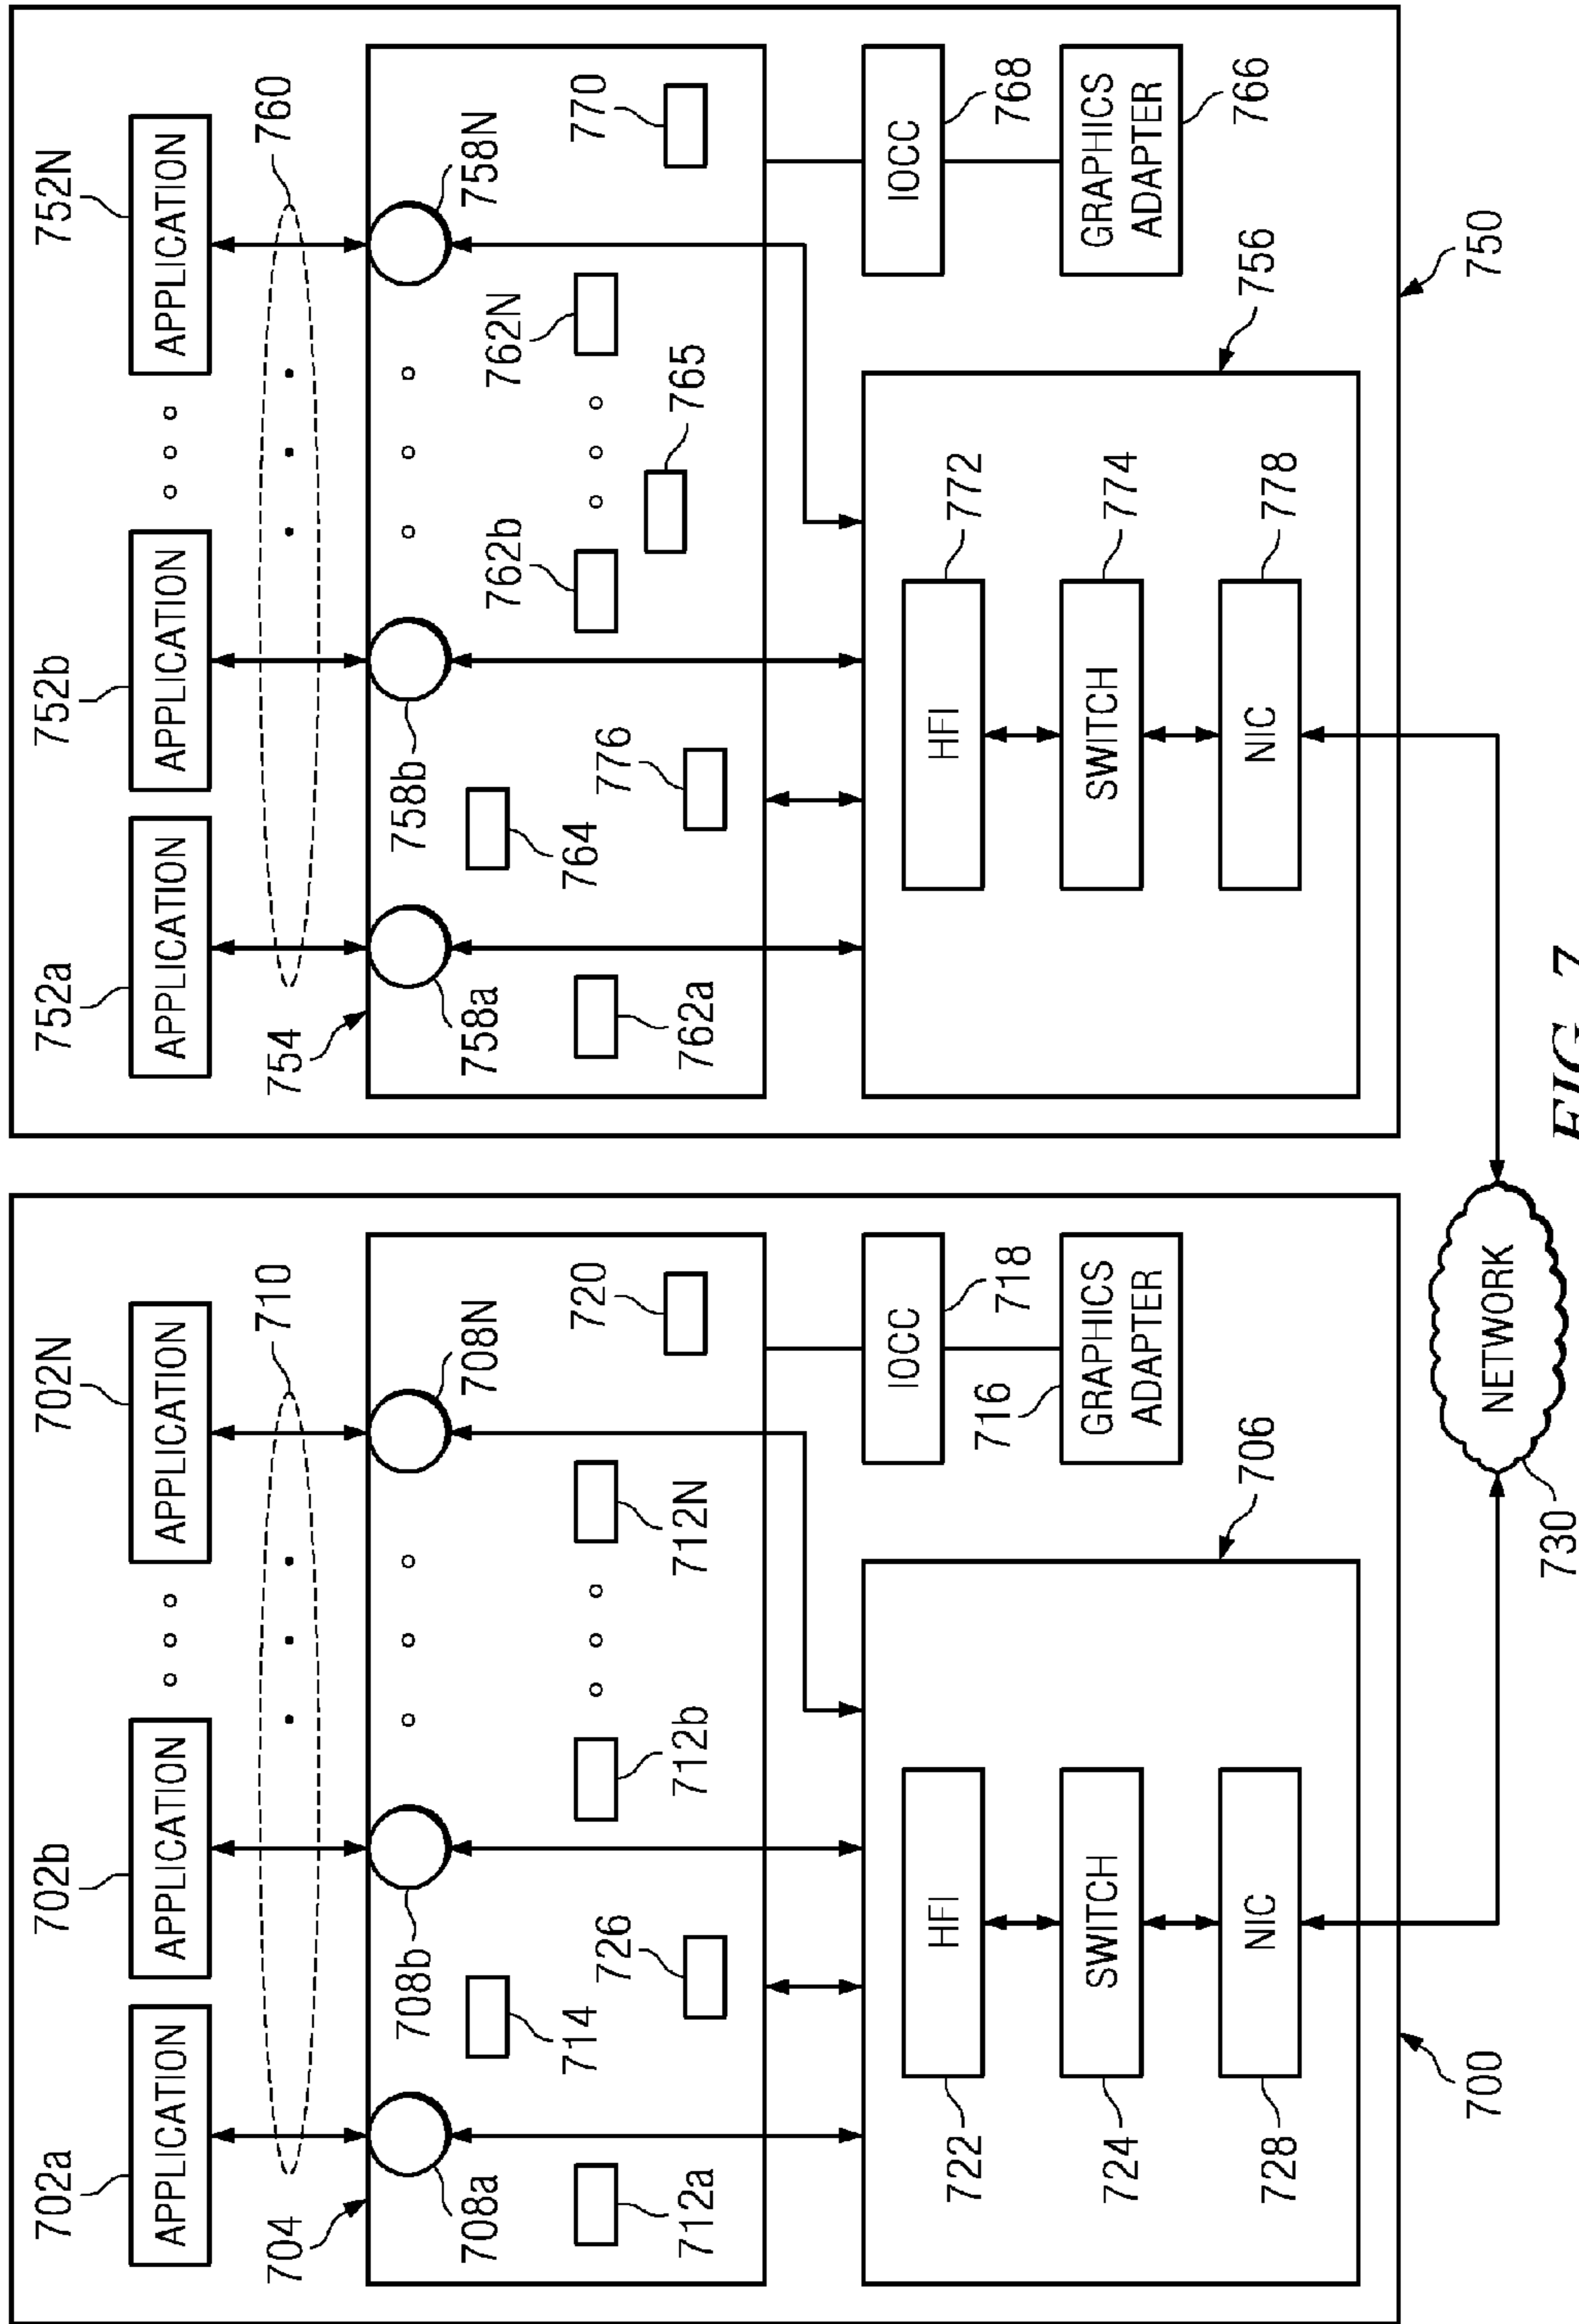 702a
702b
702N
APPLICATION
APPLICATION
APPLICATION
704
710
708a
708b
708N
714
712a
726
712b
712N
720
722
HFI
IOCC
718
724
SWITCH
716
GRAPHICS
ADAPTER
728
NIC
706
700
752a
752b
752N
APPLICATION
APPLICATION
APPLICATION
754
760
758a
758b
758N
764
762a
776
762b
762N
765
770
HFI
772
IOCC
768
SWITCH
774
GRAPHICS
ADAPTER
766
NIC
778
756
750
730
NETWORK
FIG. 7